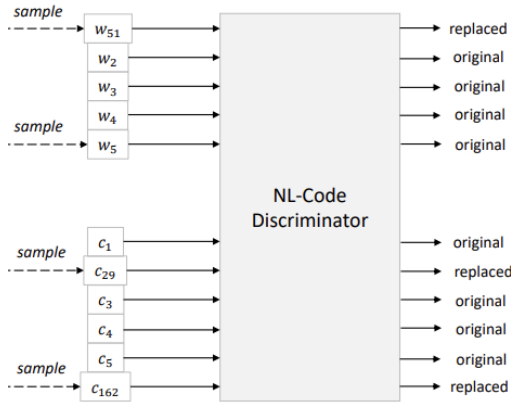 sample
w51 replaced
w2 original
w3 original
w4 original
sample
w5 original
NL-Code
Discriminator
c1 original
sample
c29 replaced
c3 original
c4 original
c5 original
sample
c162 replaced